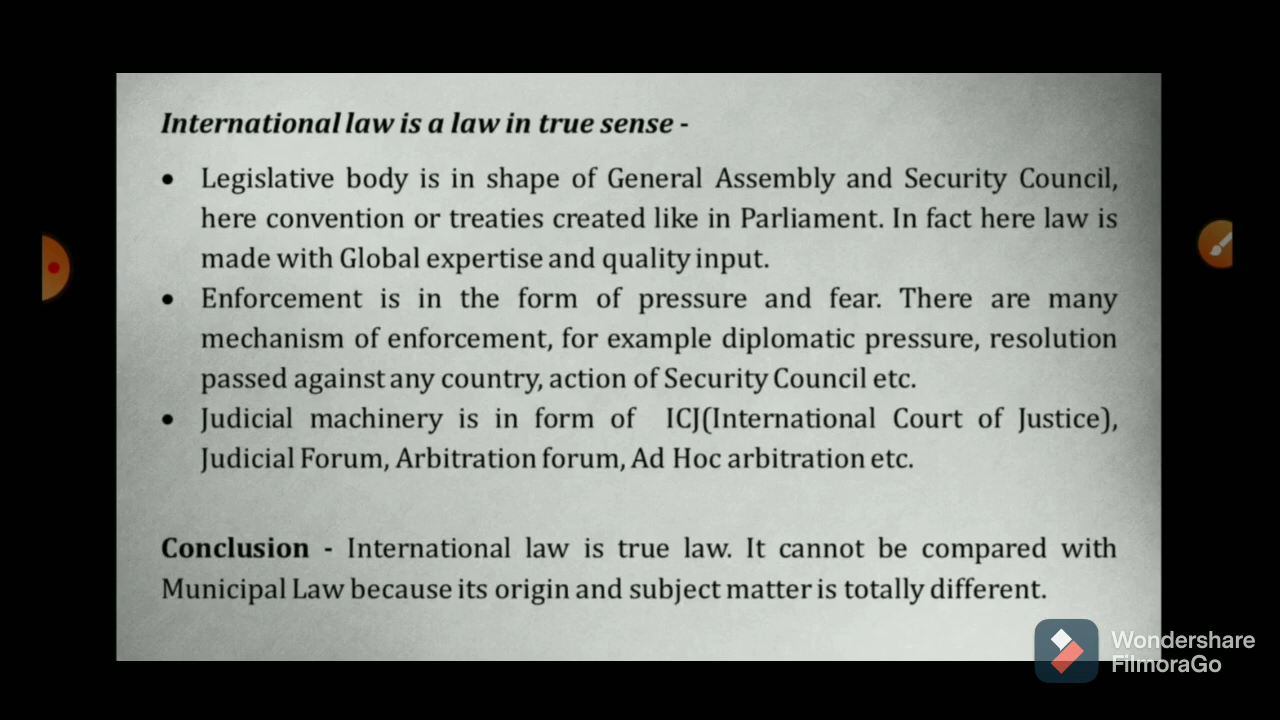 International law is a law in true sense -
• Legislative body is in shape of General Assembly and Security Council,
here convention or treaties created like in Parliament. In fact here law is
made with Global expertise and quality input.
• Enforcement is in the form of pressure and fear. There are many
mechanism of enforcement, for example diplomatic pressure, resolution
passed against any country, action of Security Council etc.
• Judicial machinery is in form of ICJ(International Court of Justice),
Judicial Forum, Arbitration forum, Ad Hoc arbitration etc.
Conclusion - International law is true law. It cannot be compared with
Municipal Law because its origin and subject matter is totally different.
Wondershare
FilmoraGo